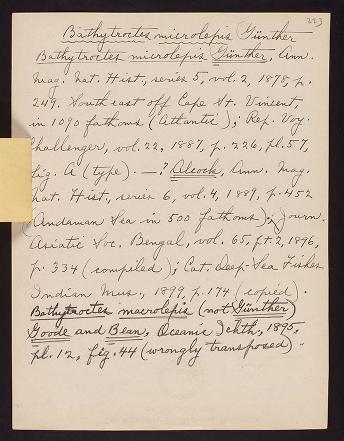 223
Bathytroctes microlepis Günther
Bathytroctes microlepis Günther, Ann.
Mag. Nat. Hist., series 5, vol. 2, 1878, p.
249. South east off Cape St. Vincent,
in 1090 fathoms (Atlantic); Rep. Voy.
Challenger, vol. 22, 1887, p. 226, pl. 57,
fig. A (type). —? Alcock, Ann. Mag.
Nat. Hist., series 6, vol. 4, 1889, p. 452
(Andaman Sea in 500 fathoms); Journ.
Asiatic Soc. Bengal, vol. 65, pt. 2, 1896,
p. 334 (compiled); Cat. Deep-Sea Fishes
Indian Mus., 1899, p. 174 (copied).
Bathytroctes macrolepis (not Günther)
Goode and Bean, Oceanic Ichth., 1895,
pl. 12, fig. 44 (wrongly transposed).